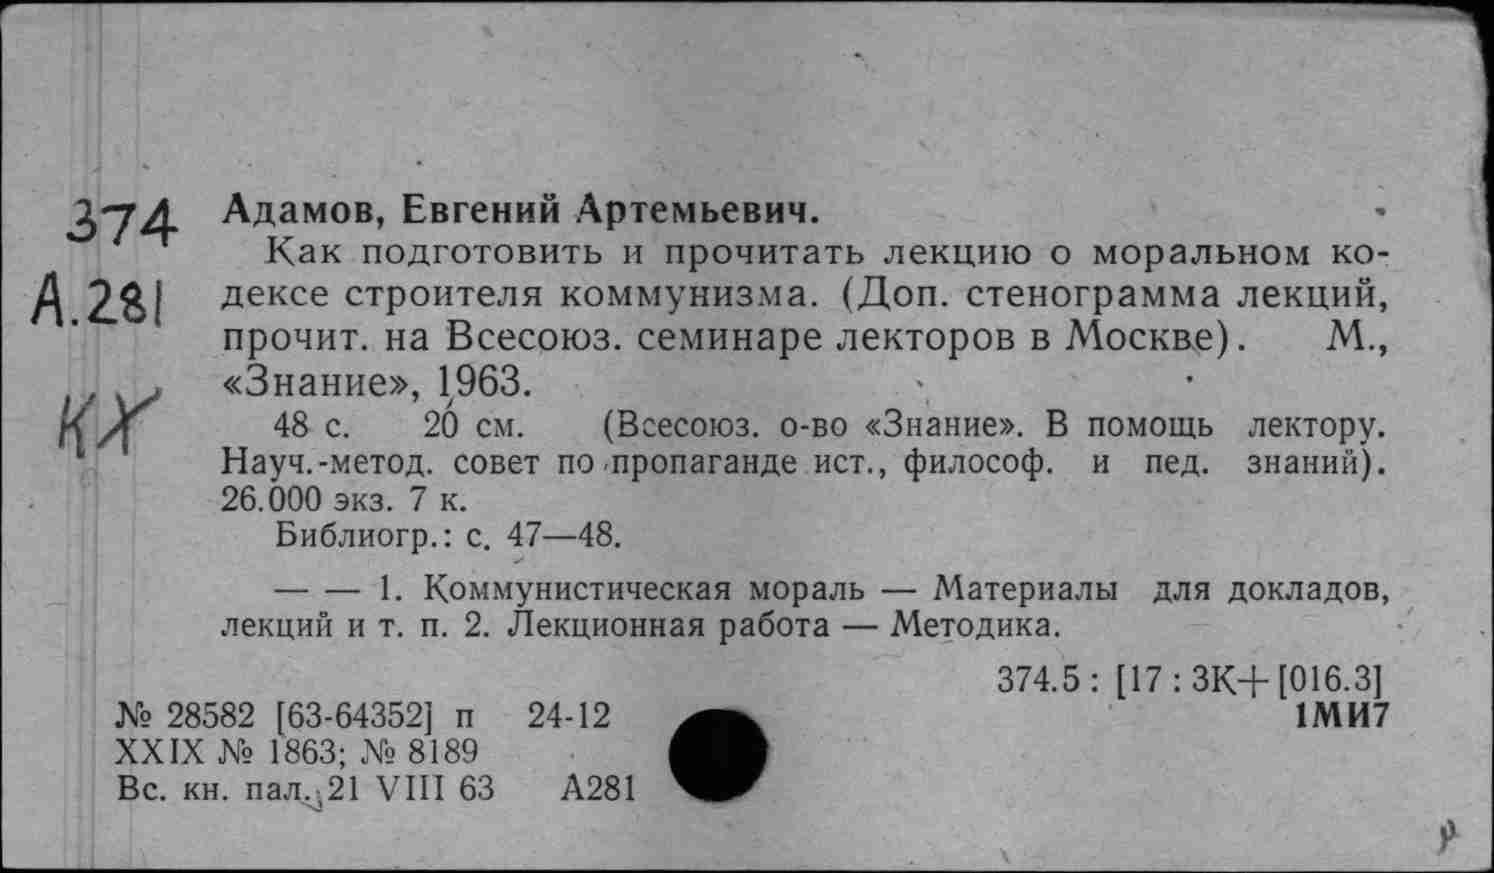 374 Адамов, Евгений Артемьевич.
Как подготовить и прочитать лекцию о моральном ко-
А.281 дексе строителя коммунизма. (Доп. стенограмма лекций,
прочит. на Всесоюз. семинаре лекторов в Москве). М.,
«Знание», 1963.
КХ 48 с. 20 см. (Всесоюз. о-во «Знание». В помощь лектору.
Науч.-метод. совет по пропаганде ист., философ. и пед. знаний).
26.000 экз. 7 к.
Библиогр.: с. 47—48.
— — 1. Коммунистическая мораль — Материалы для докладов,
лекций и т. п. 2. Лекционная работа — Методика.
374.5 : [17 : 3К+[016.3]
№ 28582 [63-64352] п 24-12 1МИ7
XXIX № 1863; № 8189
Вс. кн. пал. 21 VIII 63 А281
р